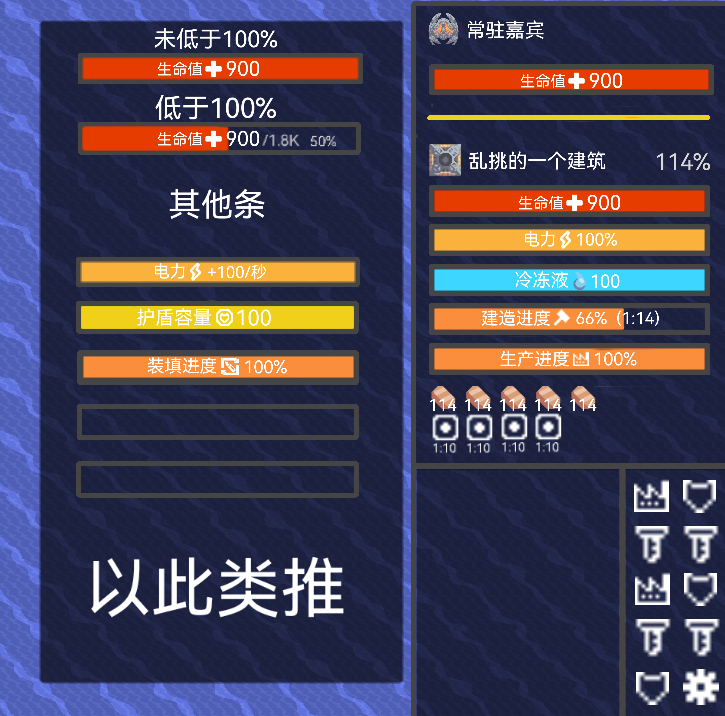 未低于100%
生命值 900
低于100%
生命值 900/1.8K 50%
其他条
电力 +100/秒
护盾容量 100
装填进度 100%
以此类推
常驻嘉宾
生命值 900
乱挑的一个建筑 114%
生命值 900
电力 100%
冷冻液 100
建造进度 66% (1:14)
生产进度 100%
114 114 114 114 114
1:10 1:10 1:10 1:10